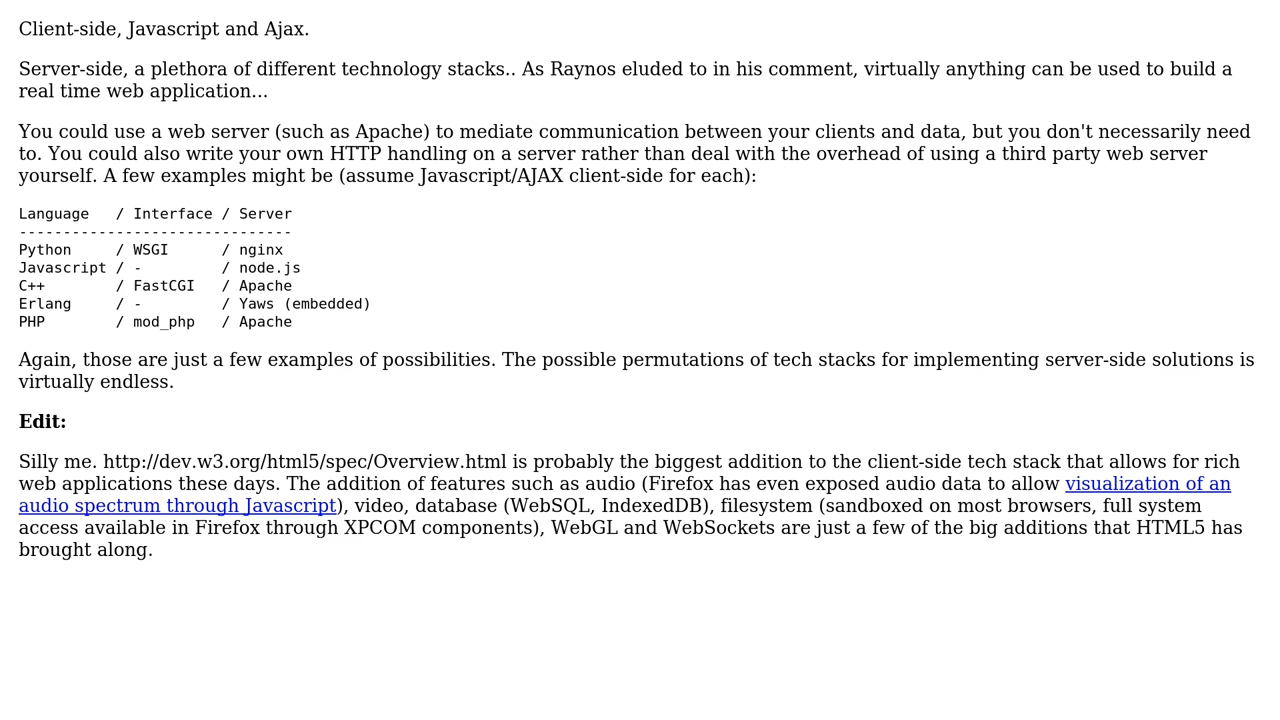 Client-side, Javascript and Ajax.
Server-side, a plethora of different technology stacks.. As Raynos eluded to in his comment, virtually anything can be used to build a
real time web application...
You could use a web server (such as Apache) to mediate communication between your clients and data, but you don't necessarily need
to. You could also write your own HTTP handling on a server rather than deal with the overhead of using a third party web server
yourself. A few examples might be (assume Javascript/AJAX client-side for each):
Language   / Interface / Server
-------------------------------
Python     / WSGI      / nginx
Javascript / -         / node.js
C++        / FastCGI   / Apache
Erlang     / -         / Yaws (embedded)
PHP        / mod_php   / Apache
Again, those are just a few examples of possibilities. The possible permutations of tech stacks for implementing server-side solutions is
virtually endless.
Edit:
Silly me. http://dev.w3.org/html5/spec/Overview.html is probably the biggest addition to the client-side tech stack that allows for rich
web applications these days. The addition of features such as audio (Firefox has even exposed audio data to allow visualization of an
audio spectrum through Javascript), video, database (WebSQL, IndexedDB), filesystem (sandboxed on most browsers, full system
access available in Firefox through XPCOM components), WebGL and WebSockets are just a few of the big additions that HTML5 has
brought along.